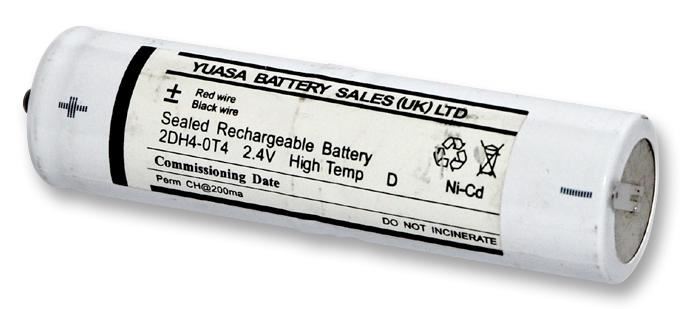 YUASA BATTERY SALES (UK) LTD
± Red wire
Black wire
Sealed Rechargeable Battery
2DH4-0T4 2.4V High Temp D
Ni-Cd
Commissioning Date
Perm CH@200ma
DO NOT INCINERATE